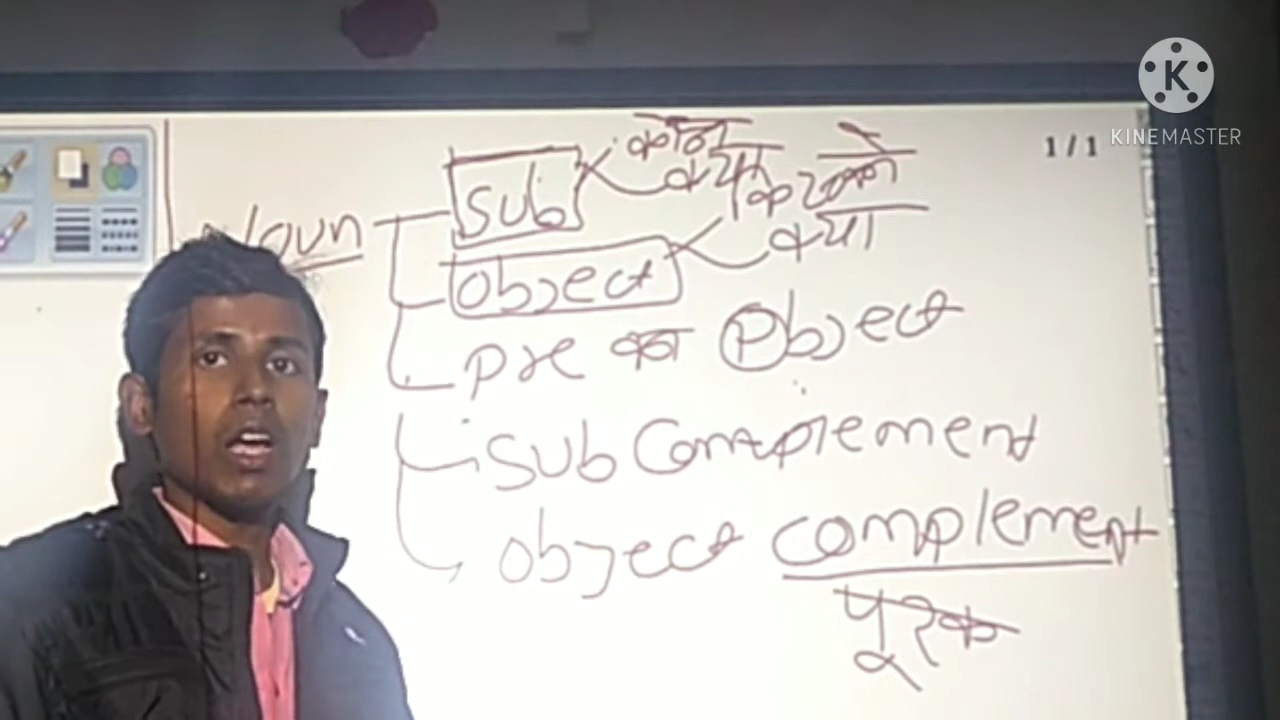 KINEMASTER
1/1
Noun
Sub
कौन
क्या
object
किसको
क्या
pre का Object
Sub Complement
object complement
पूरक